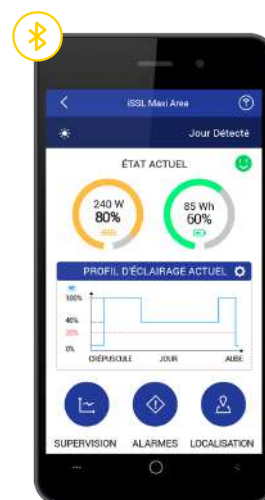 iSSL Maxi Area
Jour Détecté
ÉTAT ACTUEL
240 W
80%
85 Wh
60%
PROFIL D'ÉCLAIRAGE ACTUEL
100%
40%
20%
0%
CRÉPUSCULE JOUR AUBE
SUPERVISION ALARMES LOCALISATION